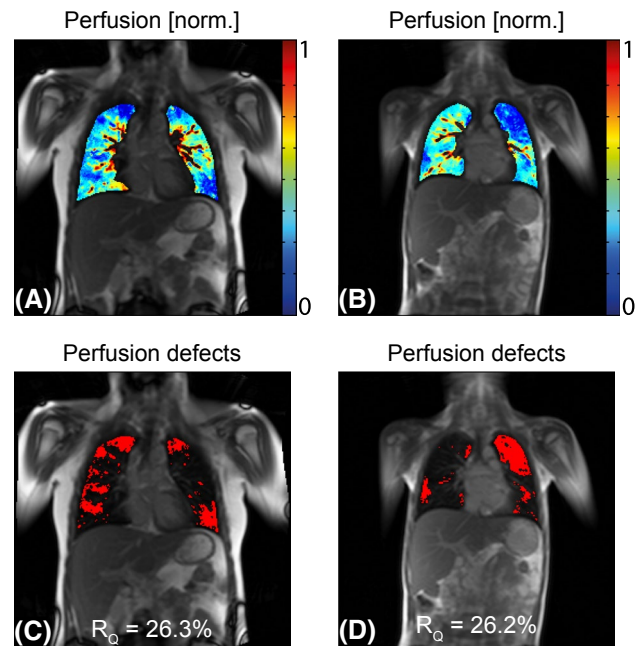 Perfusion [norm.]
Perfusion [norm.]
1
1
(A)
0
(B)
0
Perfusion defects
Perfusion defects
(C)
R_Q = 26.3%
(D)
R_Q = 26.2%